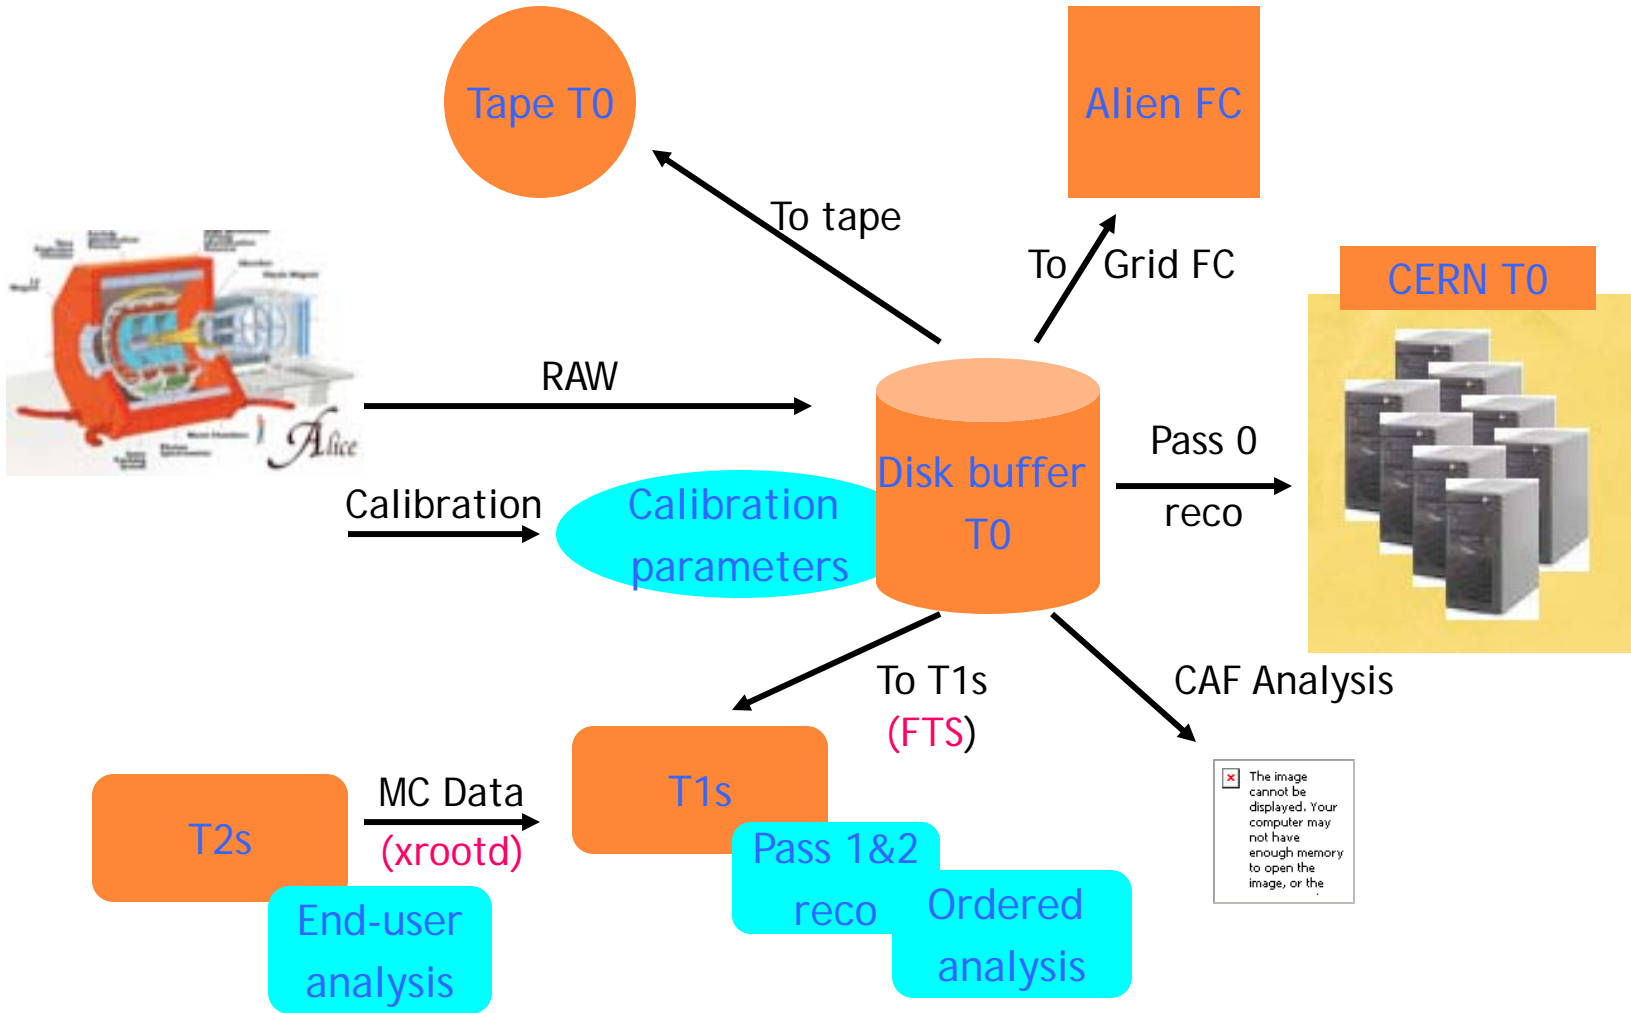 Tape T0
Alien FC
To tape
To Grid FC
CERN T0
RAW
Alice
Pass 0
reco
Disk buffer
T0
Calibration
Calibration
parameters
To T1s
(FTS)
CAF Analysis
T1s
MC Data
(xrootd)
T2s
The image
cannot be
displayed. Your
computer may
not have
enough memory
to open the
image, or the
Pass 1&2
reco
Ordered
analysis
End-user
analysis